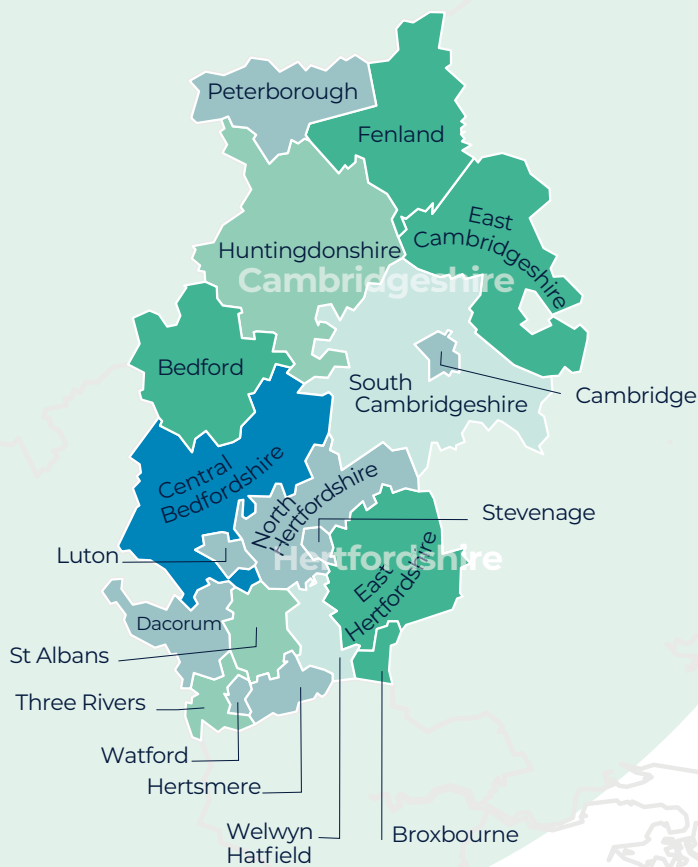 Peterborough
Fenland
East
Cambridgeshire
Huntingdonshire
Cambridgeshire
Bedford
South
Cambridgeshire
Cambridge
Central
Bedfordshire
North
Hertfordshire
Stevenage
Luton
Hertfordshire
East
Hertfordshire
Dacorum
St Albans
Three Rivers
Watford
Hertsmere
Welwyn
Hatfield
Broxbourne